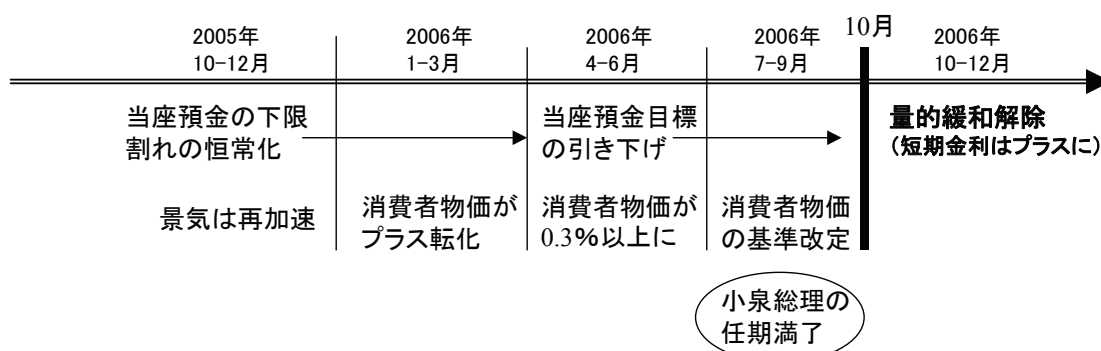 2005年
10-12月
2006年
1-3月
2006年
4-6月
2006年
7-9月
10月
2006年
10-12月
当座預金の下限
割れの恒常化
当座預金目標
の引き下げ
量的緩和解除
(短期金利はプラスに)
景気は再加速
消費者物価が
プラス転化
消費者物価が
0.3%以上に
消費者物価
の基準改定
小泉総理の
任期満了